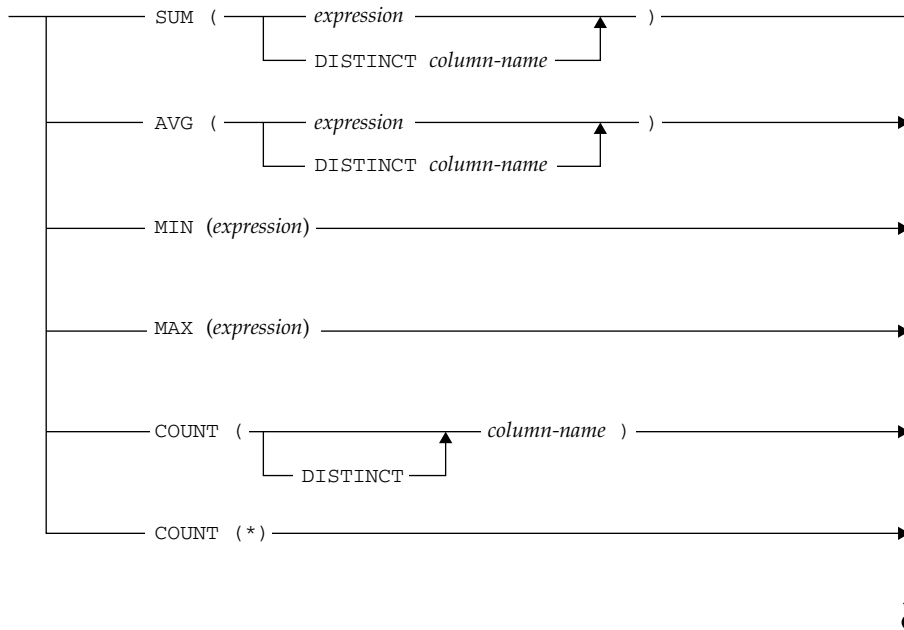 SUM ( expression )
DISTINCT column-name
AVG ( expression )
DISTINCT column-name
MIN (expression)
MAX (expression)
COUNT ( column-name )
DISTINCT
COUNT (*)